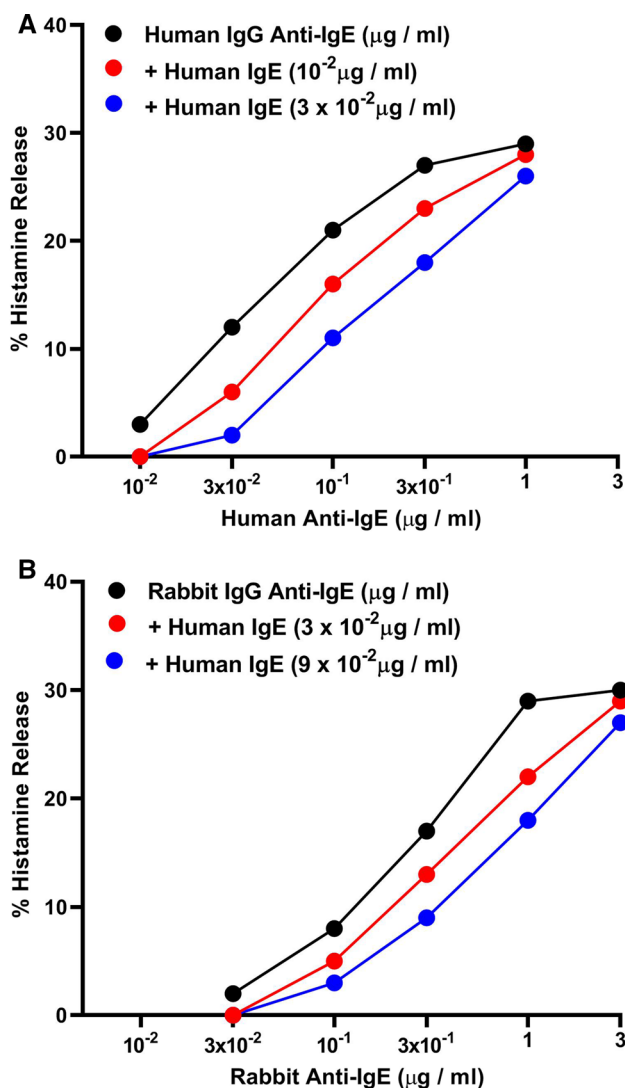 A
Human IgG Anti-IgE (μg / ml)
+ Human IgE (10⁻²μg / ml)
+ Human IgE (3 x 10⁻²μg / ml)
% Histamine Release
40
30
20
10
0
10⁻² 3x10⁻² 10⁻¹ 3x10⁻¹ 1 3
Human Anti-IgE (μg / ml)
B
Rabbit IgG Anti-IgE (μg / ml)
+ Human IgE (3 x 10⁻²μg / ml)
+ Human IgE (9 x 10⁻²μg / ml)
% Histamine Release
40
30
20
10
0
10⁻² 3x10⁻² 10⁻¹ 3x10⁻¹ 1 3
Rabbit Anti-IgE (μg / ml)